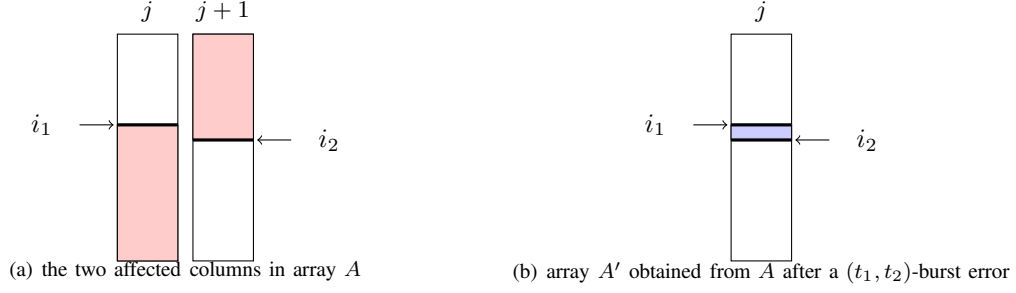 j
j + 1
i₁
i₂
(a) the two affected columns in array A
j
i₁
i₂
(b) array A′ obtained from A after a (t₁, t₂)-burst error